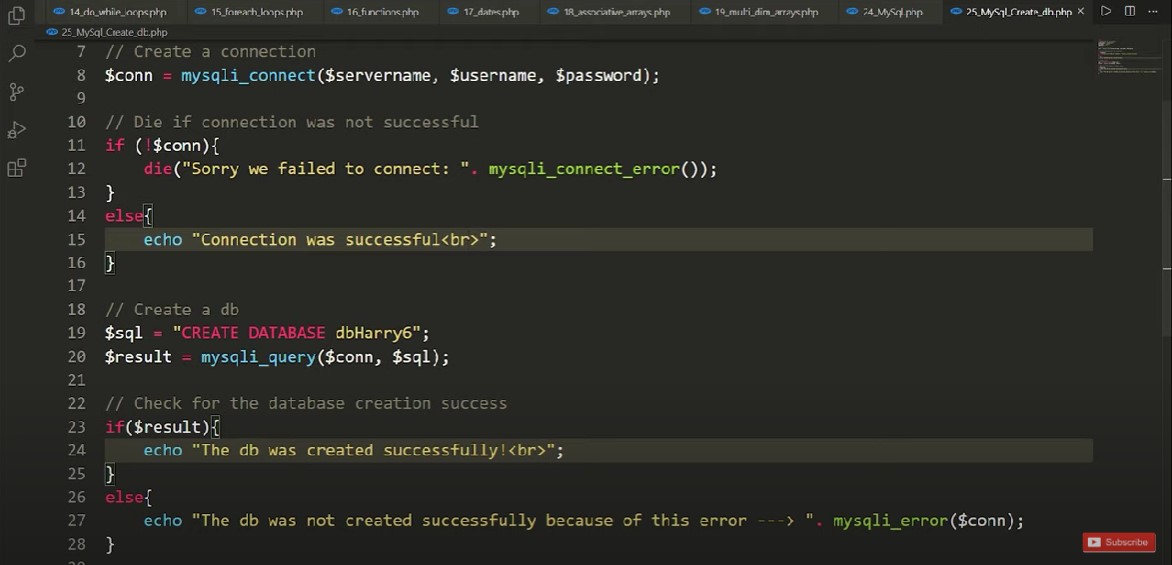 14_do_while_loops.php 15_foreach_loops.php 16_functions.php 17_dates.php 18_associative_arrays.php 19_multi_dim_arrays.php 24_MySql.php 25_MySql_Create_db.php
25_MySql_Create_db.php
7 // Create a connection
8 $conn = mysqli_connect($servername, $username, $password);
9
10 // Die if connection was not successful
11 if (!$conn){
12 die("Sorry we failed to connect: ". mysqli_connect_error());
13 }
14 else{
15 echo "Connection was successful<br>";
16 }
17
18 // Create a db
19 $sql = "CREATE DATABASE dbHarry6";
20 $result = mysqli_query($conn, $sql);
21
22 // Check for the database creation success
23 if($result){
24 echo "The db was created successfully!<br>";
25 }
26 else{
27 echo "The db was not created successfully because of this error ---> ". mysqli_error($conn);
28 }
Subscribe